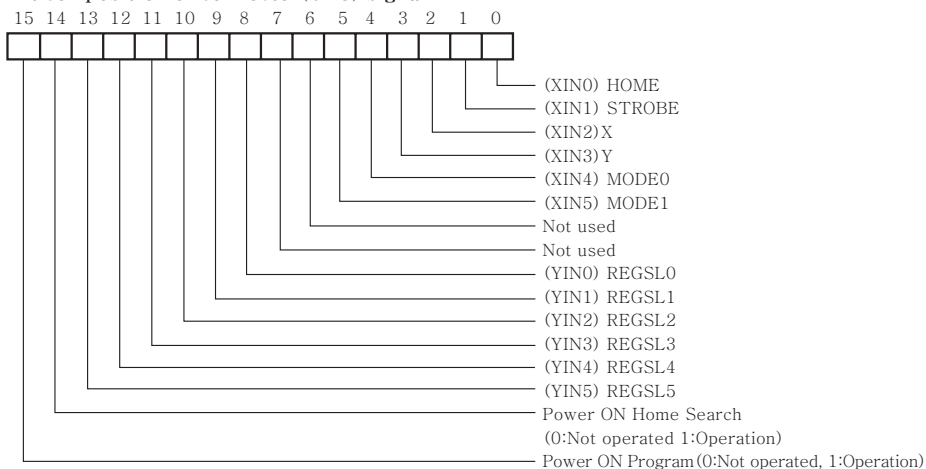 15 14 13 12 11 10 9 8 7 6 5 4 3 2 1 0
(XIN0) HOME
(XIN1) STROBE
(XIN2)X
(XIN3)Y
(XIN4) MODE0
(XIN5) MODE1
Not used
Not used
(YIN0) REGSL0
(YIN1) REGSL1
(YIN2) REGSL2
(YIN3) REGSL3
(YIN4) REGSL4
(YIN5) REGSL5
Power ON Home Search
(0:Not operated 1:Operation)
Power ON Program(0:Not operated, 1:Operation)